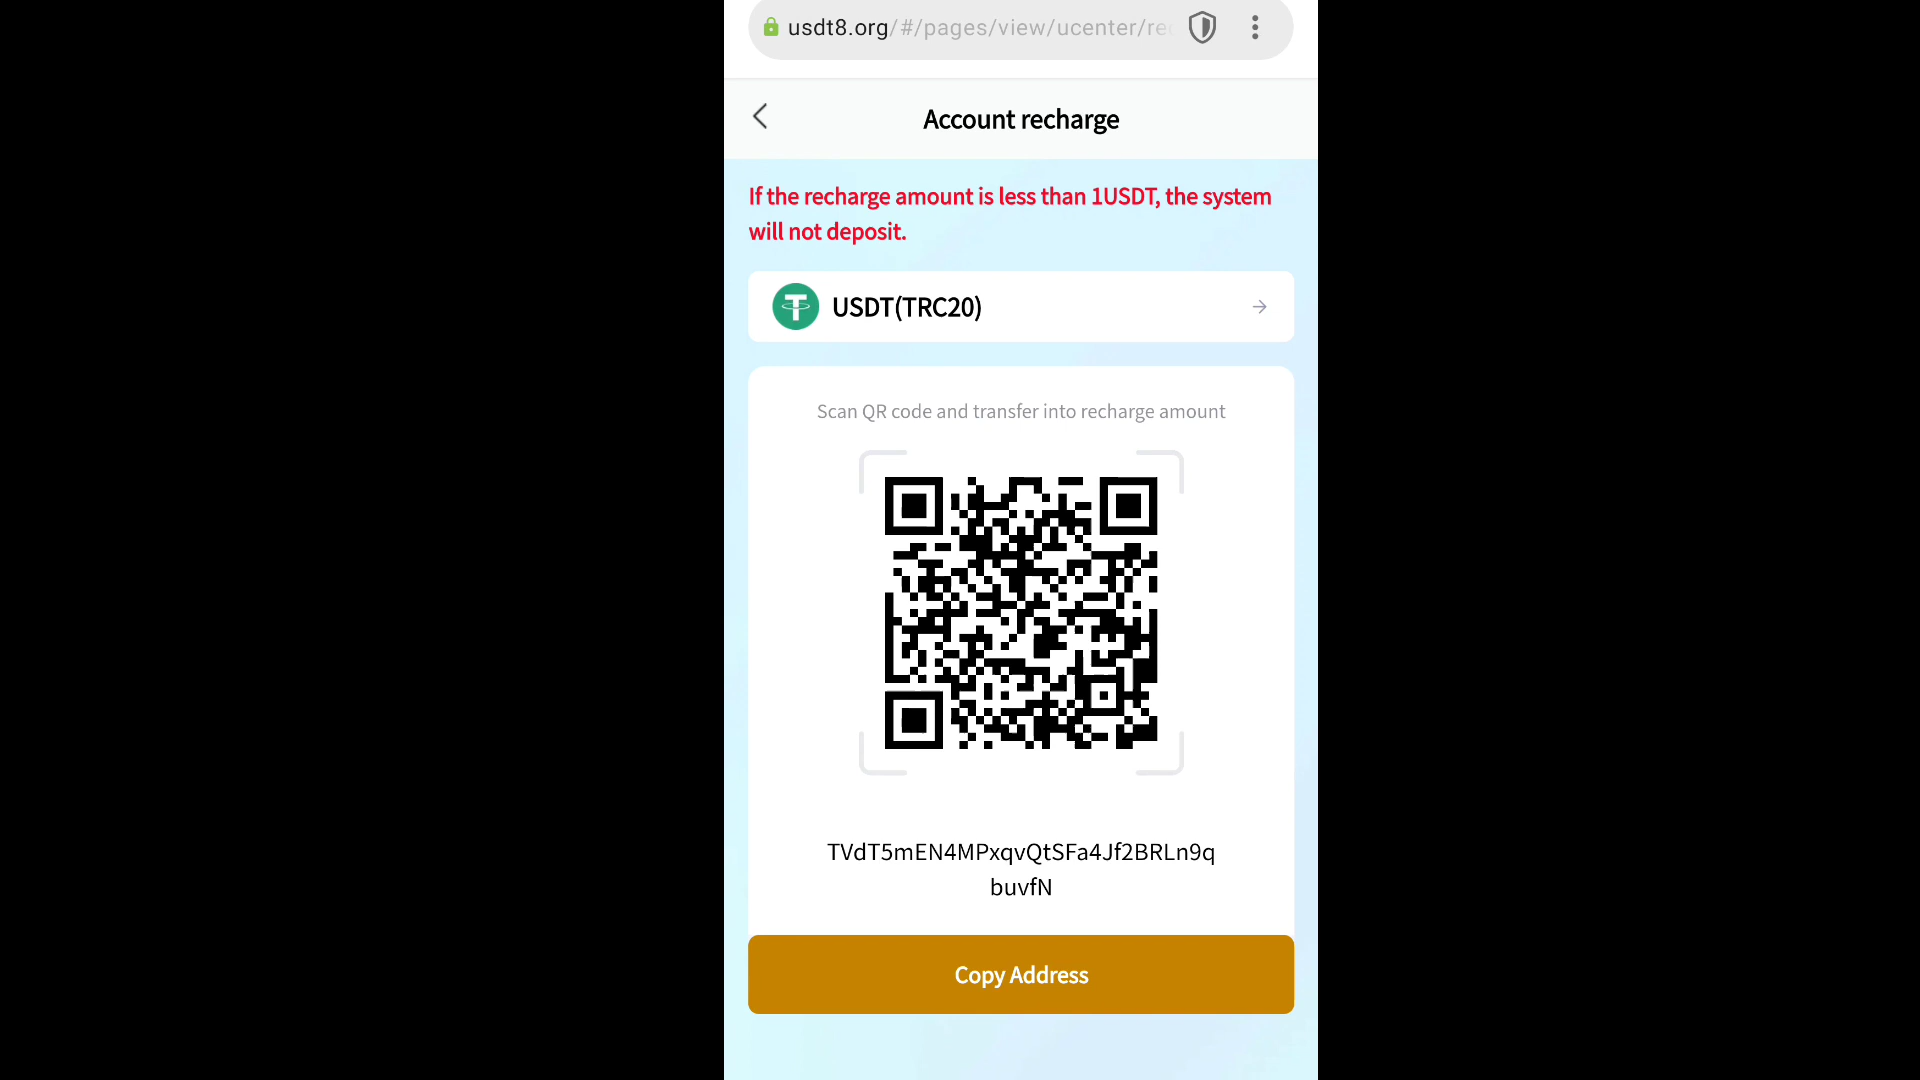 usdt8.org/#/pages/view/ucenter/rec
Account recharge
If the recharge amount is less than 1USDT, the system
will not deposit.
USDT(TRC20)
Scan QR code and transfer into recharge amount
TVdT5mEN4MPxqvQtSFa4Jf2BRLn9q
buvfN
Copy Address